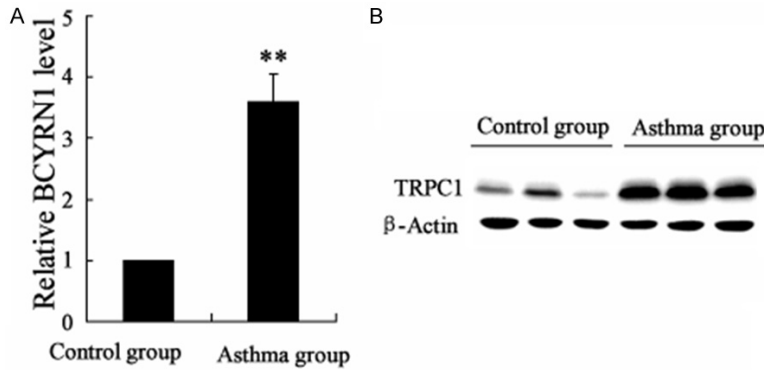 A
Relative BCYRN1 level
5
4
3
2
1
0
**
Control group
Asthma group
B
Control group
Asthma group
TRPC1
β-Actin